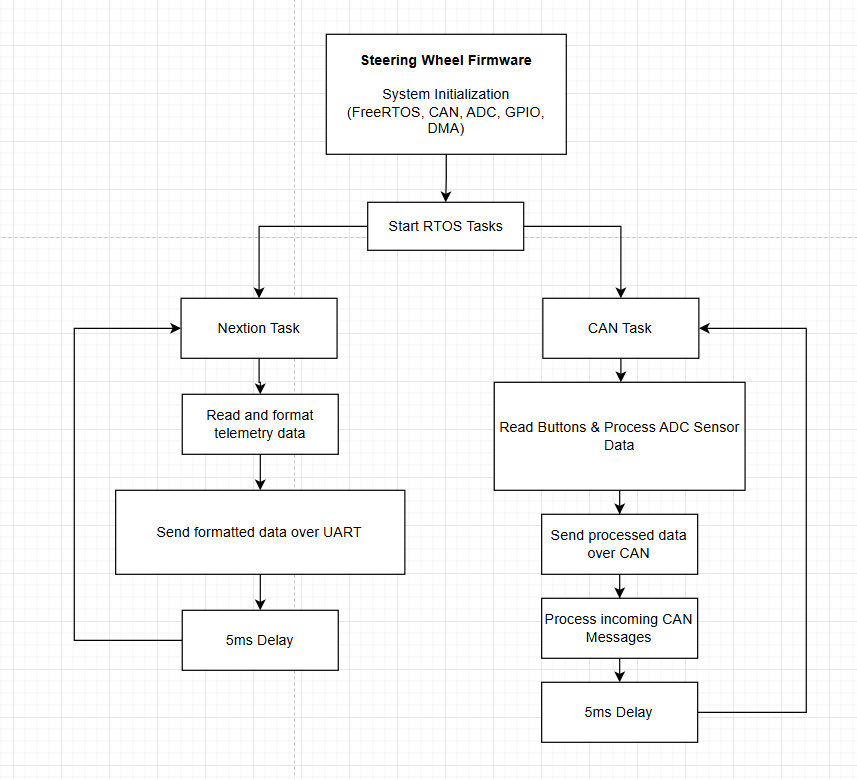 Steering Wheel Firmware
System Initialization
(FreeRTOS, CAN, ADC, GPIO,
DMA)
Start RTOS Tasks
Nextion Task
Read and format
telemetry data
Send formatted data over UART
5ms Delay
CAN Task
Read Buttons & Process ADC Sensor
Data
Send processed data
over CAN
Process incoming CAN
Messages
5ms Delay